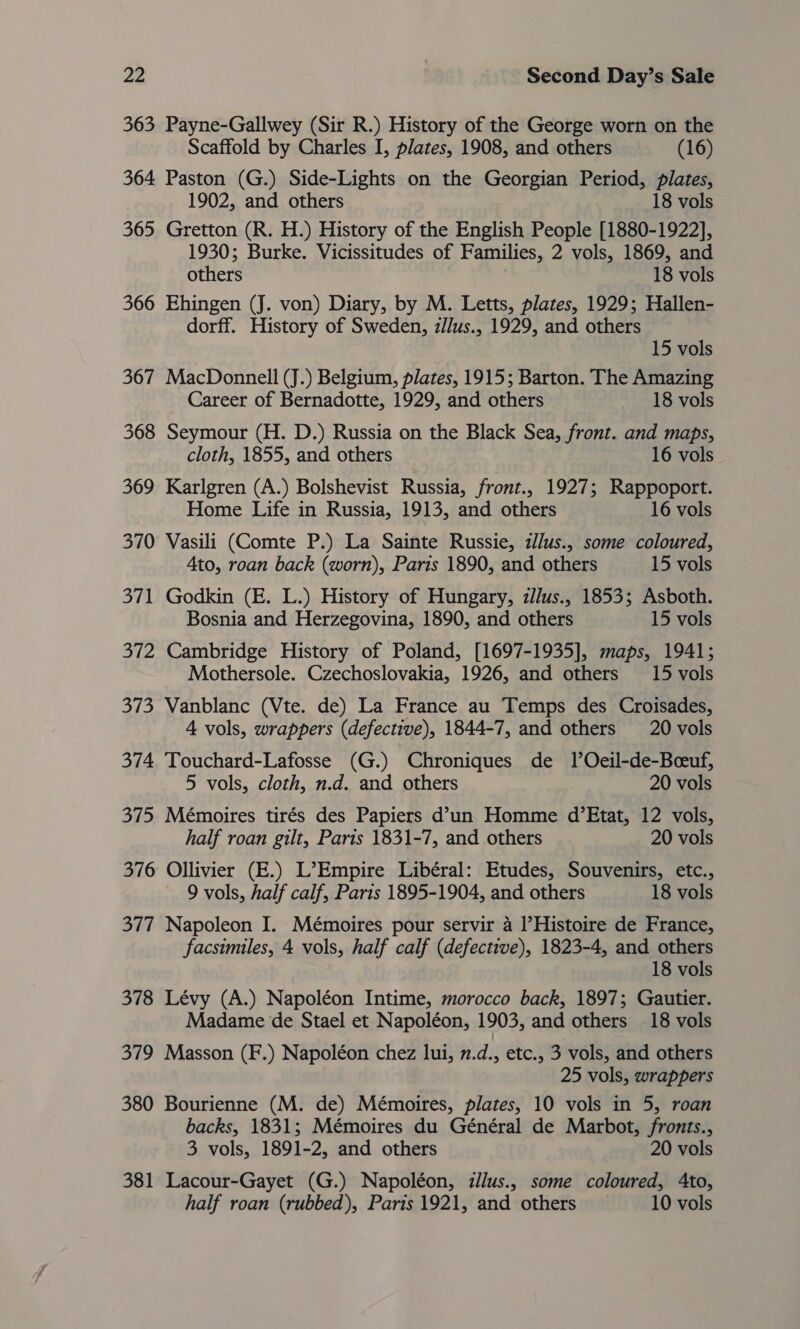 22 Second Day’s Sale
363 Payne-Gallwey (Sir R.) History of the George worn on the
Scaffold by Charles I, plates, 1908, and others (16)
364 Paston (G.) Side-Lights on the Georgian Period, plates,
1902, and others 18 vols
365 Gretton (R. H.) History of the English People [1880-1922],
1930; Burke. Vicissitudes of Families, 2 vols, 1869, and
others 18 vols
366 Ehingen (J. von) Diary, by M. Letts, plates, 1929; Hallen-
dorff. History of Sweden, illus., 1929, and others
15 vols
367 MacDonnell (J.) Belgium, plates, 1915; Barton. The Amazing
Career of Bernadotte, 1929, and others 18 vols
368 Seymour (H. D.) Russia on the Black Sea, front. and maps,
cloth, 1855, and others 16 vols
369 Karlgren (A.) Bolshevist Russia, front., 1927; Rappoport.
Home Life in Russia, 1913, and others 16 vols
370 Vasili (Comte P.) La Sainte Russie, illus., some coloured,
4to, roan back (worn), Paris 1890, and others 15 vols
371 Godkin (E. L.) History of Hungary, illus., 1853; Asboth.
Bosnia and Herzegovina, 1890, and others 15 vols
372 Cambridge History of Poland, [1697-1935], maps, 1941;
Mothersole. Czechoslovakia, 1926, and others 15 vols
373 Vanblanc (Vte. de) La France au Temps des Croisades,
4 vols, wrappers (defective), 1844-7, and others 20 vols
374 Touchard-Lafosse (G.) Chroniques de l’Oeil-de-Bœuf,
5 vols, cloth, n.d. and others 20 vols
375 Mémoires tirés des Papiers d’un Homme d’Etat, 12 vols,
half roan gilt, Paris 1831-7, and others 20 vols
376 Ollivier (E.) L’Empire Libéral: Etudes, Souvenirs, etc.,
9 vols, half calf, Paris 1895-1904, and others 18 vols
377 Napoleon I. Mémoires pour servir à l’Histoire de France,
facsimiles, 4 vols, half calf (defective), 1823-4, and others
18 vols
378 Lévy (A.) Napoléon Intime, morocco back, 1897; Gautier.
Madame de Stael et Napoléon, 1903, and others 18 vols
379 Masson (F.) Napoléon chez lui, n.d., etc., 3 vols, and others
25 vols, wrappers
380 Bourienne (M. de) Mémoires, plates, 10 vols in 5, roan
backs, 1831; Mémoires du Général de Marbot, fronts.,
3 vols, 1891-2, and others 20 vols
381 Lacour-Gayet (G.) Napoléon, illus., some coloured, 4to,
half roan (rubbed), Paris 1921, and others 10 vols